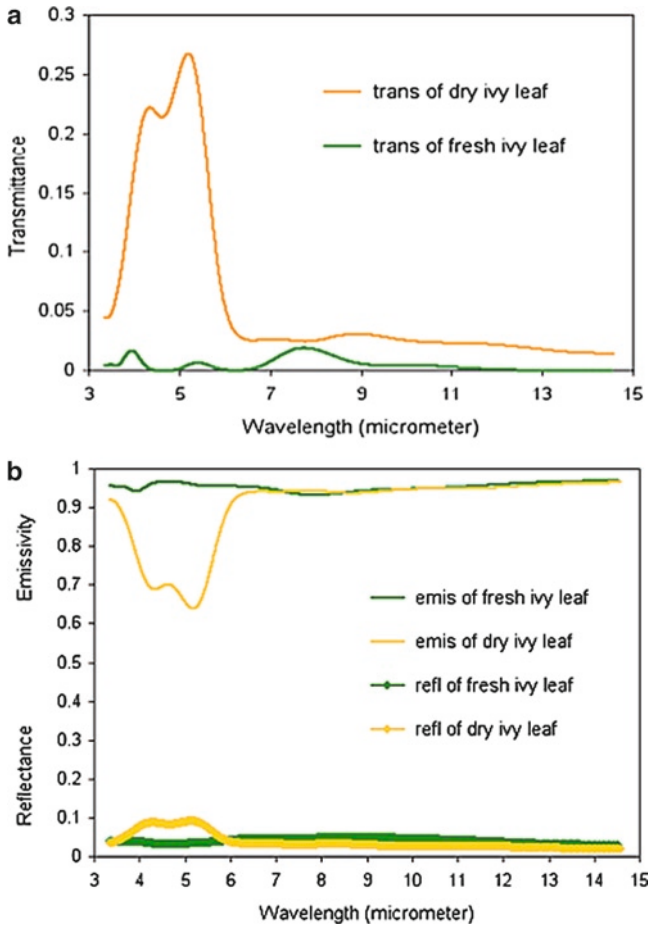 a
0.3
0.25
0.2
0.15
0.1
0.05
0
Transmittance
trans of dry ivy leaf
trans of fresh ivy leaf
3 5 7 9 11 13 15
Wavelength (micrometer)
b
1
0.9
0.8
0.7
0.6
0.5
0.4
0.3
0.2
0.1
0
Emissivity
Reflectance
emis of fresh ivy leaf
emis of dry ivy leaf
refl of fresh ivy leaf
refl of dry ivy leaf
3 4 5 6 7 8 9 10 11 12 13 14 15
Wavelength (micrometer)